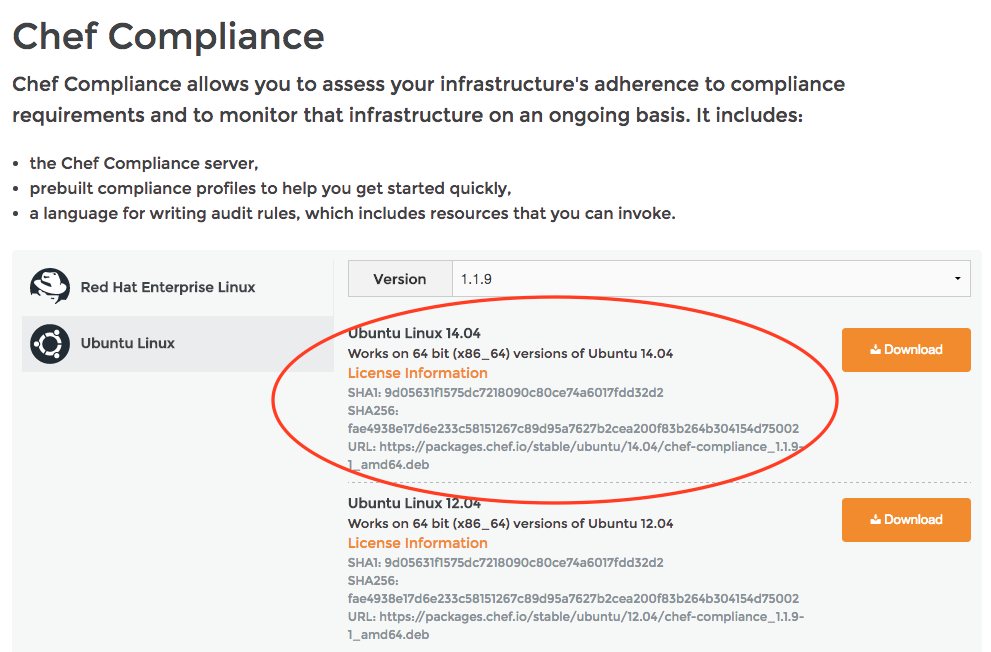 Chef Compliance
Chef Compliance allows you to assess your infrastructure's adherence to compliance
requirements and to monitor that infrastructure on an ongoing basis. It includes:
the Chef Compliance server,
prebuilt compliance profiles to help you get started quickly,
a language for writing audit rules, which includes resources that you can invoke.
Red Hat Enterprise Linux
Ubuntu Linux
Version 1.1.9
Ubuntu Linux 14.04
Works on 64 bit (x86_64) versions of Ubuntu 14.04
License Information
SHA1: 9d05631f1575dc7218090c80ce74a6017fdd32d2
SHA256:
fae4938e17d6e233c58151267c89d95a7627b2cea200f83b264b304154d75002
URL: https://packages.chef.io/stable/ubuntu/14.04/chef-compliance_1.1.9-
1_amd64.deb
Download
Ubuntu Linux 12.04
Works on 64 bit (x86_64) versions of Ubuntu 12.04
License Information
SHA1: 9d05631f1575dc7218090c80ce74a6017fdd32d2
SHA256:
fae4938e17d6e233c58151267c89d95a7627b2cea200f83b264b304154d75002
URL: https://packages.chef.io/stable/ubuntu/12.04/chef-compliance_1.1.9-
1_amd64.deb
Download